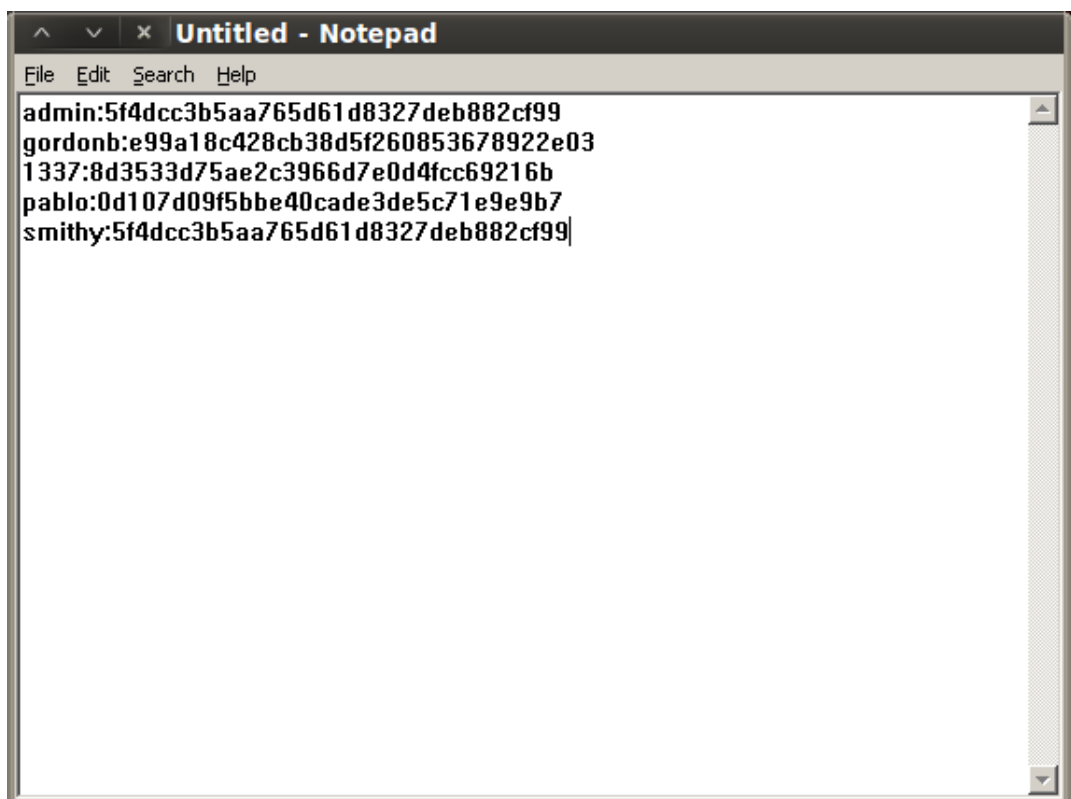 Untitled - Notepad
File Edit Search Help
admin:5f4dcc3b5aa765d61d8327deb882cf99
gordonb:e99a18c428cb38d5f260853678922e03
1337:8d3533d75ae2c3966d7e0d4fcc69216b
pablo:0d107d09f5bbe40cade3de5c71e9e9b7
smithy:5f4dcc3b5aa765d61d8327deb882cf99